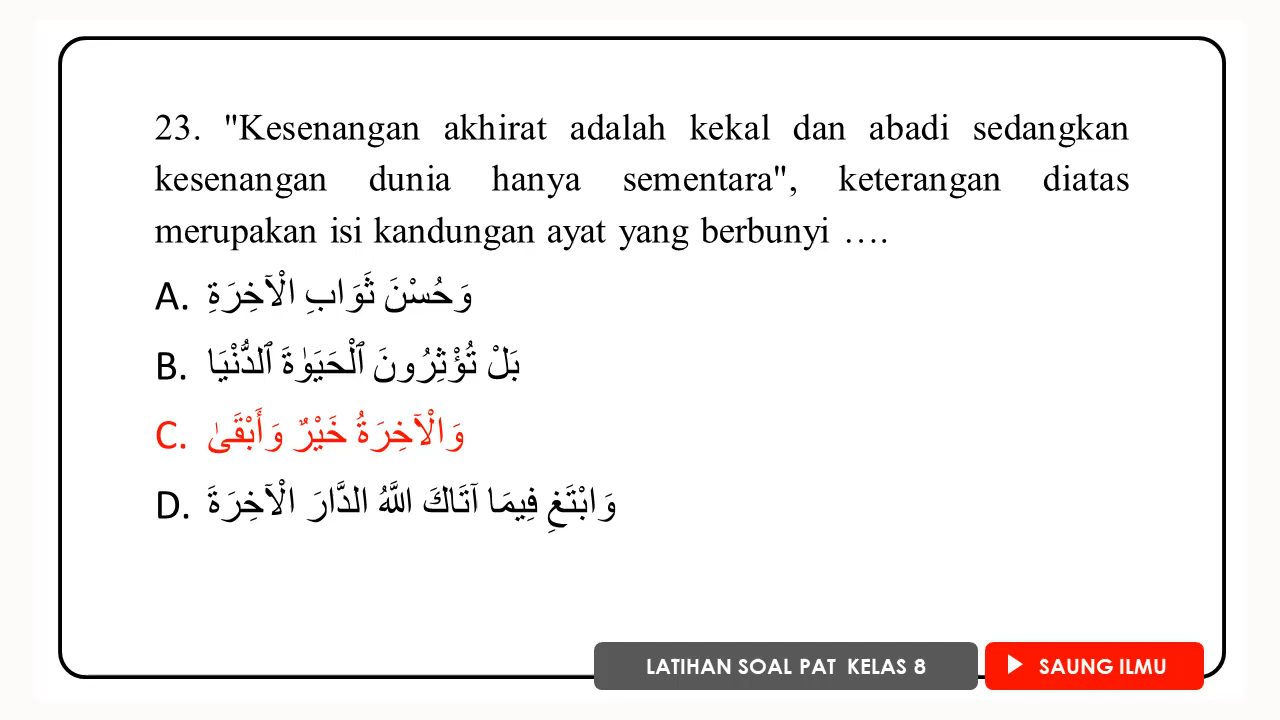 23. "Kesenangan akhirat adalah kekal dan abadi sedangkan
kesenangan dunia hanya sementara", keterangan diatas
merupakan isi kandungan ayat yang berbunyi ….
A. وَحُسْنَ ثَوَابِ الْآخِرَةِ
B. بَلْ تُؤْثِرُونَ ٱلْحَيَوٰةَ ٱلدُّنْيَا
C. وَالْآخِرَةُ خَيْرٌ وَأَبْقَىٰ
D. وَابْتَغِ فِيمَا آتَاكَ اللَّهُ الدَّارَ الْآخِرَةَ
LATIHAN SOAL PAT KELAS 8
SAUNG ILMU